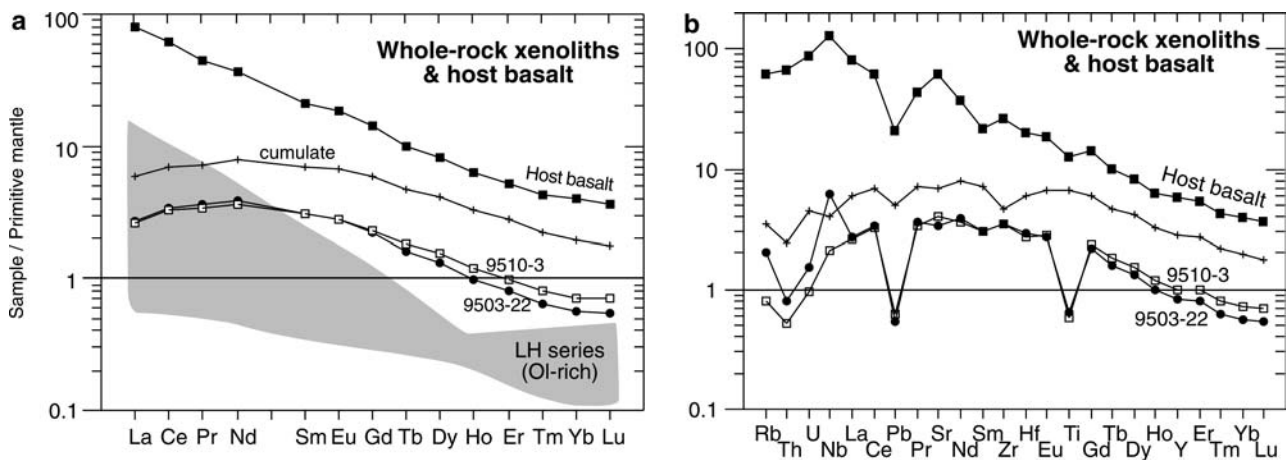 a
Whole-rock xenoliths
& host basalt
Sample / Primitive mantle
100
10
1
0.1
cumulate
Host basalt
9510-3
9503-22
LH series
(Ol-rich)
La Ce Pr Nd Sm Eu Gd Tb Dy Ho Er Tm Yb Lu
b
Whole-rock xenoliths
& host basalt
100
10
1
0.1
Host basalt
cumulate
9510-3
9503-22
Rb U La Pb Sr Sm Hf Ti Tb Ho Er Yb
Th Nb Ce Pr Nd Zr Eu Gd Dy Y Tm Lu